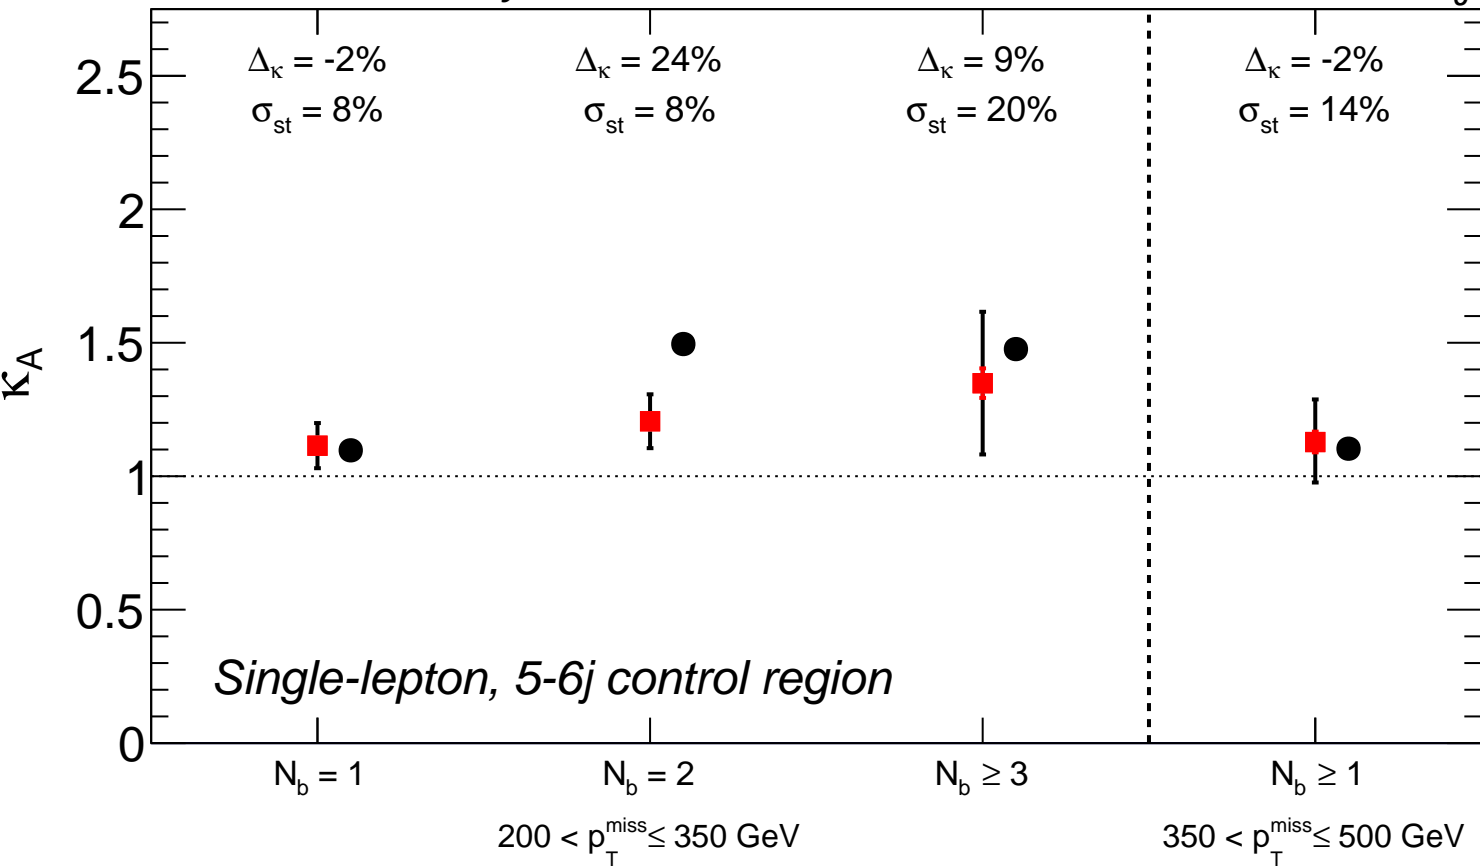 Δκ = -2%
σst = 8%
Δκ = 24%
σst = 8%
Δκ = 9%
σst = 20%
Δκ = -2%
σst = 14%
κA
2.5
2
1.5
1
0.5
0
Single-lepton, 5-6j control region
Nb = 1
Nb = 2
Nb ≥ 3
Nb ≥ 1
200 < pTmiss ≤ 350 GeV
350 < pTmiss ≤ 500 GeV